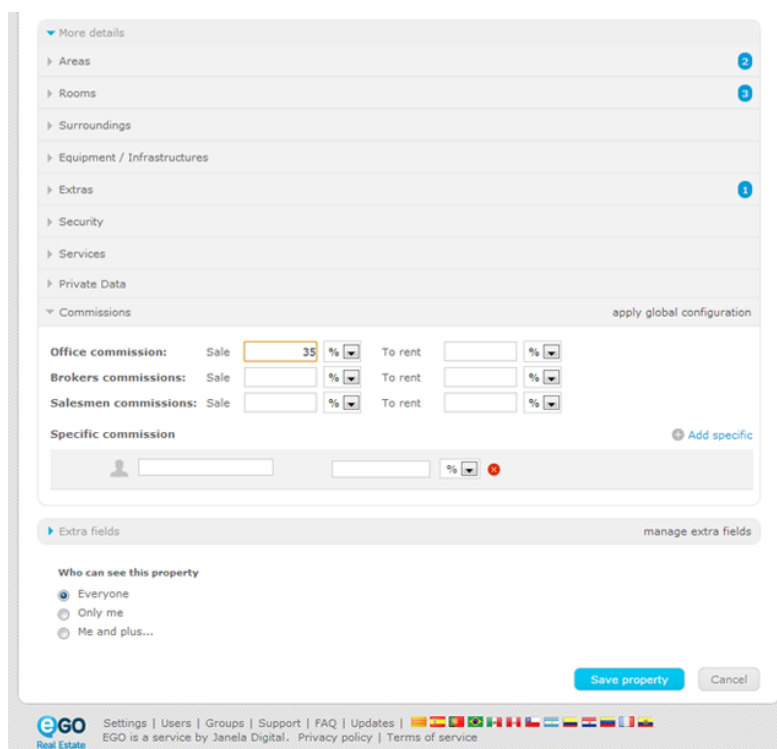 More details
Areas 2
Rooms 3
Surroundings
Equipment / Infrastructures
Extras 1
Security
Services
Private Data
Commissions apply global configuration
Office commission: Sale 35 % To rent %
Brokers commissions: Sale % To rent %
Salesmen commissions: Sale % To rent %
Specific commission Add specific
%
Extra fields manage extra fields
Who can see this property
Everyone
Only me
Me and plus...
Save property Cancel
eGO Real Estate
Settings | Users | Groups | Support | FAQ | Updates |
EGO is a service by Janela Digital. Privacy policy | Terms of service